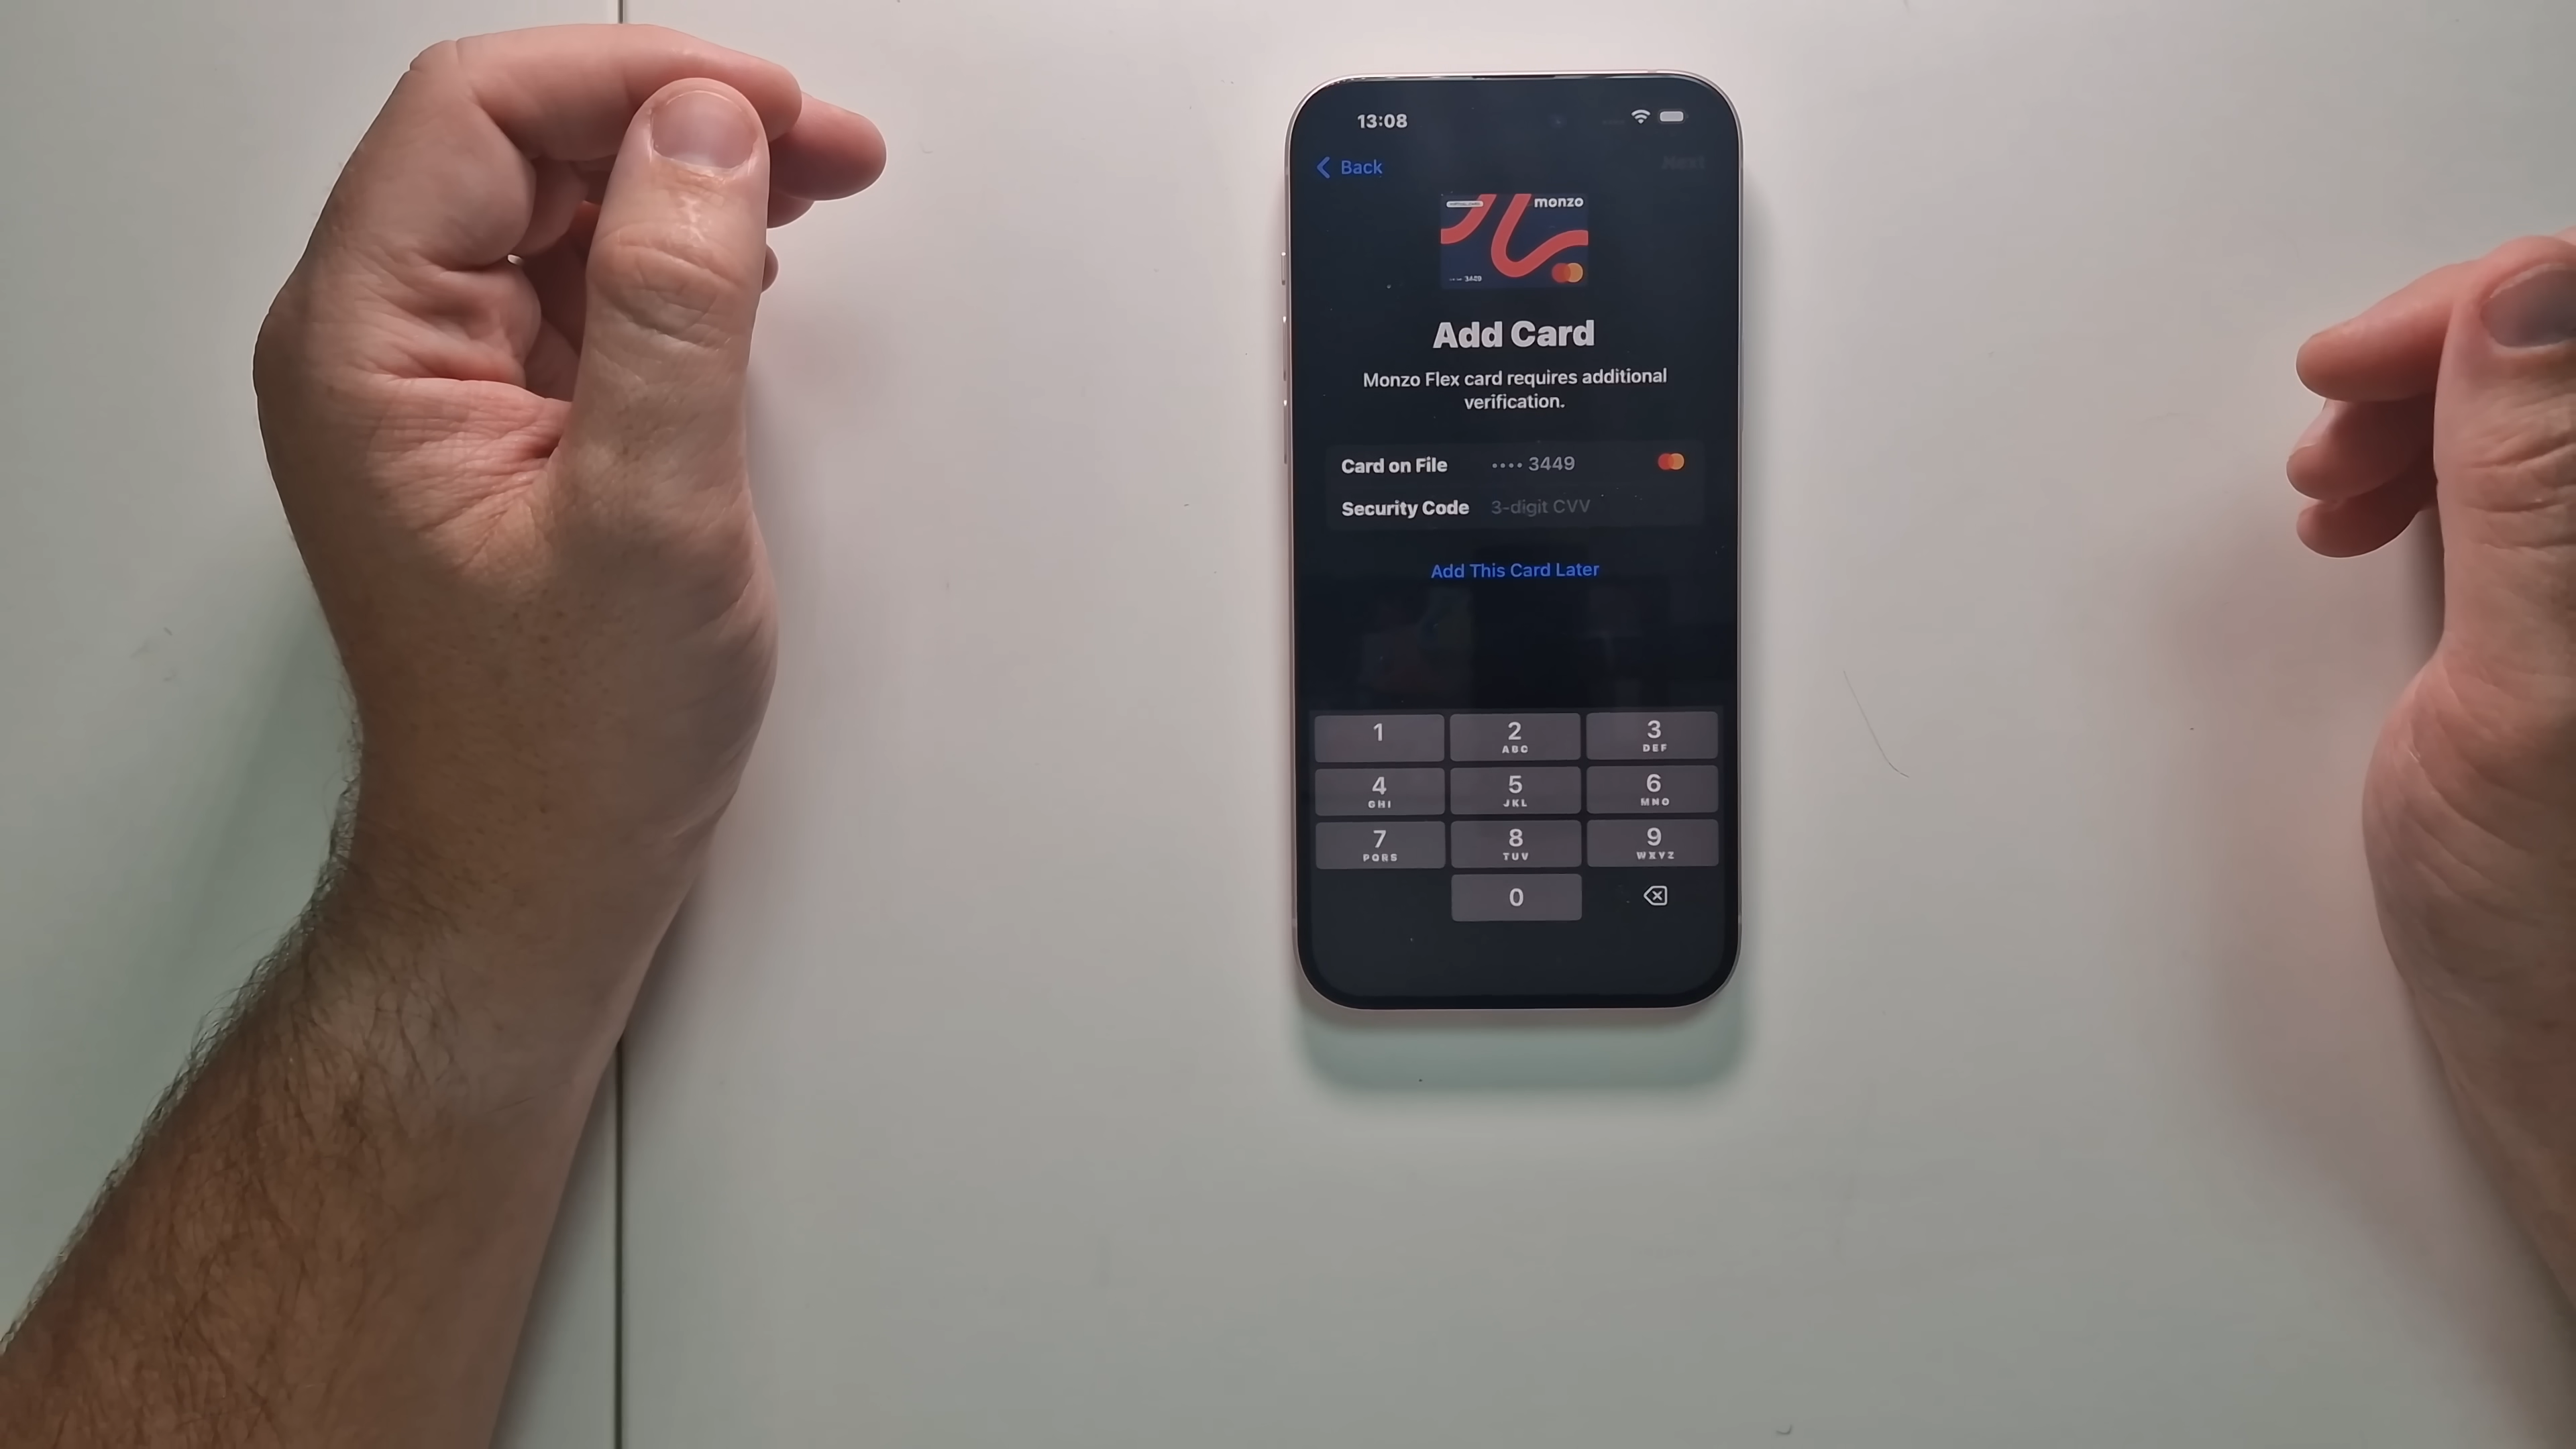 13:08
Back
Next
monzo
3449
Add Card
Monzo Flex card requires additional
verification.
Card on File •••• 3449
Security Code 3-digit CVV
Add This Card Later
1
2
ABC
3
DEF
4
GHI
5
JKL
6
MNO
7
PQRS
8
TUV
9
WXYZ
0